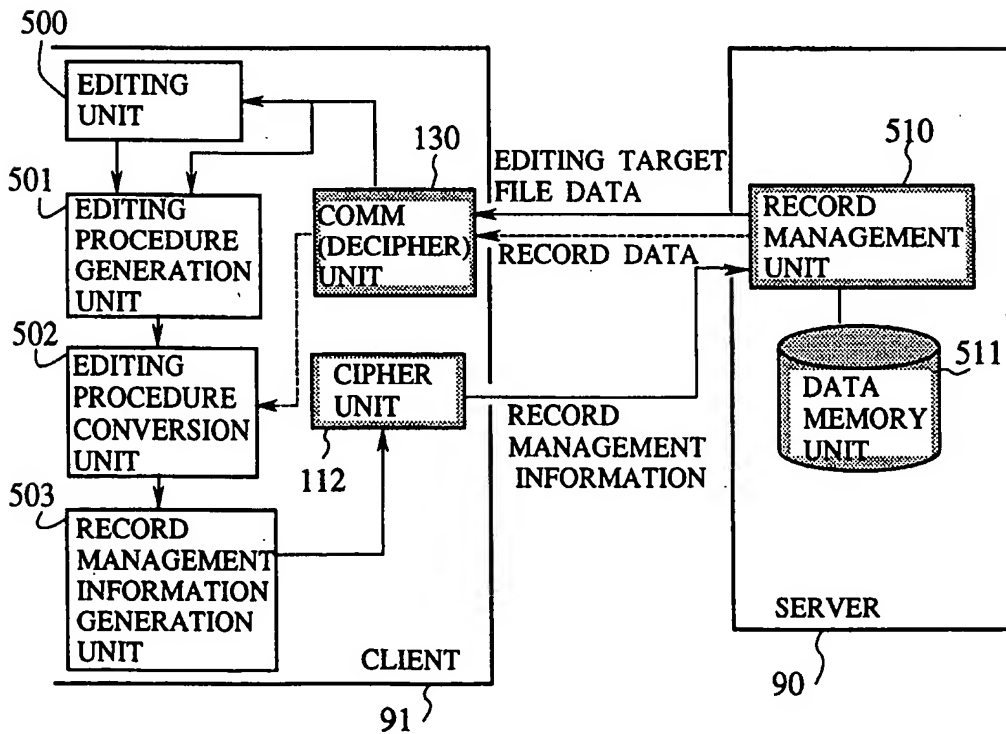 500
EDITING
UNIT
501
EDITING
PROCEDURE
GENERATION
UNIT
502
EDITING
PROCEDURE
CONVERSION
UNIT
503
RECORD
MANAGEMENT
INFORMATION
GENERATION
UNIT
130
COMM
(DECIPHER)
UNIT
CIPHER
UNIT
112
CLIENT
91
EDITING TARGET
FILE DATA
RECORD DATA
RECORD
MANAGEMENT
INFORMATION
510
RECORD
MANAGEMENT
UNIT
511
DATA
MEMORY
UNIT
SERVER
90